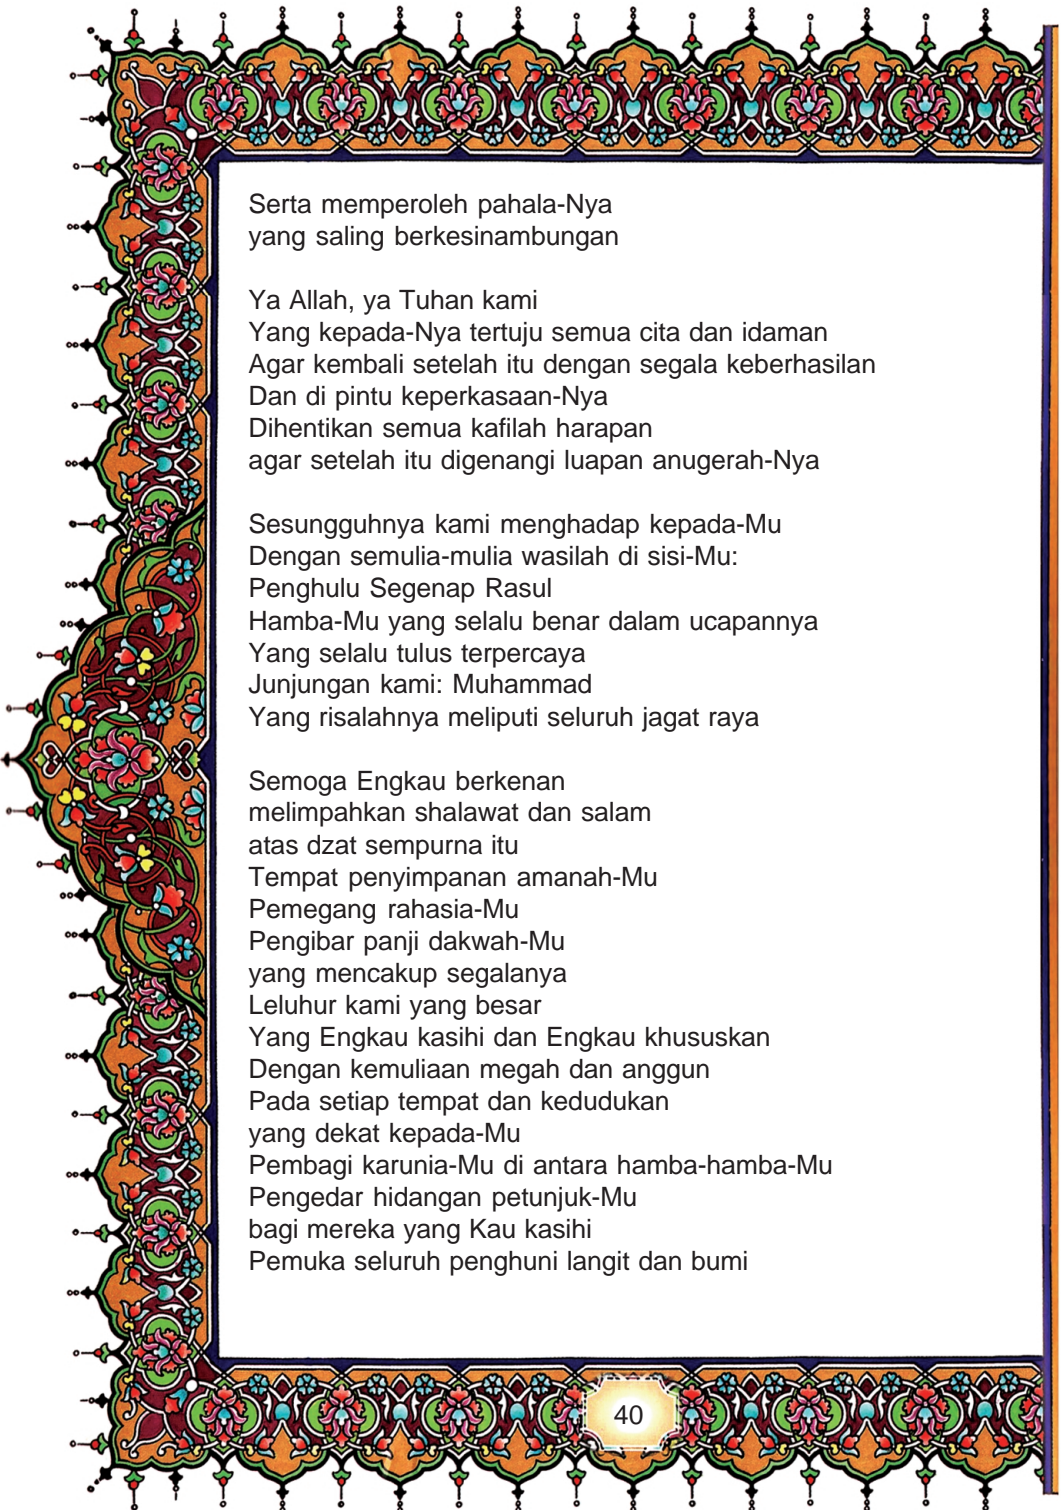 Serta memperoleh pahala-Nya
yang saling berkesinambungan
Ya Allah, ya Tuhan kami
Yang kepada-Nya tertuju semua cita dan idaman
Agar kembali setelah itu dengan segala keberhasilan
Dan di pintu keperkasaan-Nya
Dihentikan semua kafilah harapan
agar setelah itu digenangi luapan anugerah-Nya
Sesungguhnya kami menghadap kepada-Mu
Dengan semulia-mulia wasilah di sisi-Mu:
Penghulu Segenap Rasul
Hamba-Mu yang selalu benar dalam ucapannya
Yang selalu tulus terpercaya
Junjungan kami: Muhammad
Yang risalahnya meliputi seluruh jagat raya
Semoga Engkau berkenan
melimpahkan shalawat dan salam
atas dzat sempurna itu
Tempat penyimpanan amanah-Mu
Pemegang rahasia-Mu
Pengibar panji dakwah-Mu
yang mencakup segalanya
Leluhur kami yang besar
Yang Engkau kasihi dan Engkau khususkan
Dengan kemuliaan megah dan anggun
Pada setiap tempat dan kedudukan
yang dekat kepada-Mu
Pembagi karunia-Mu di antara hamba-hamba-Mu
Pengedar hidangan petunjuk-Mu
bagi mereka yang Kau kasihi
Pemuka seluruh penghuni langit dan bumi
40